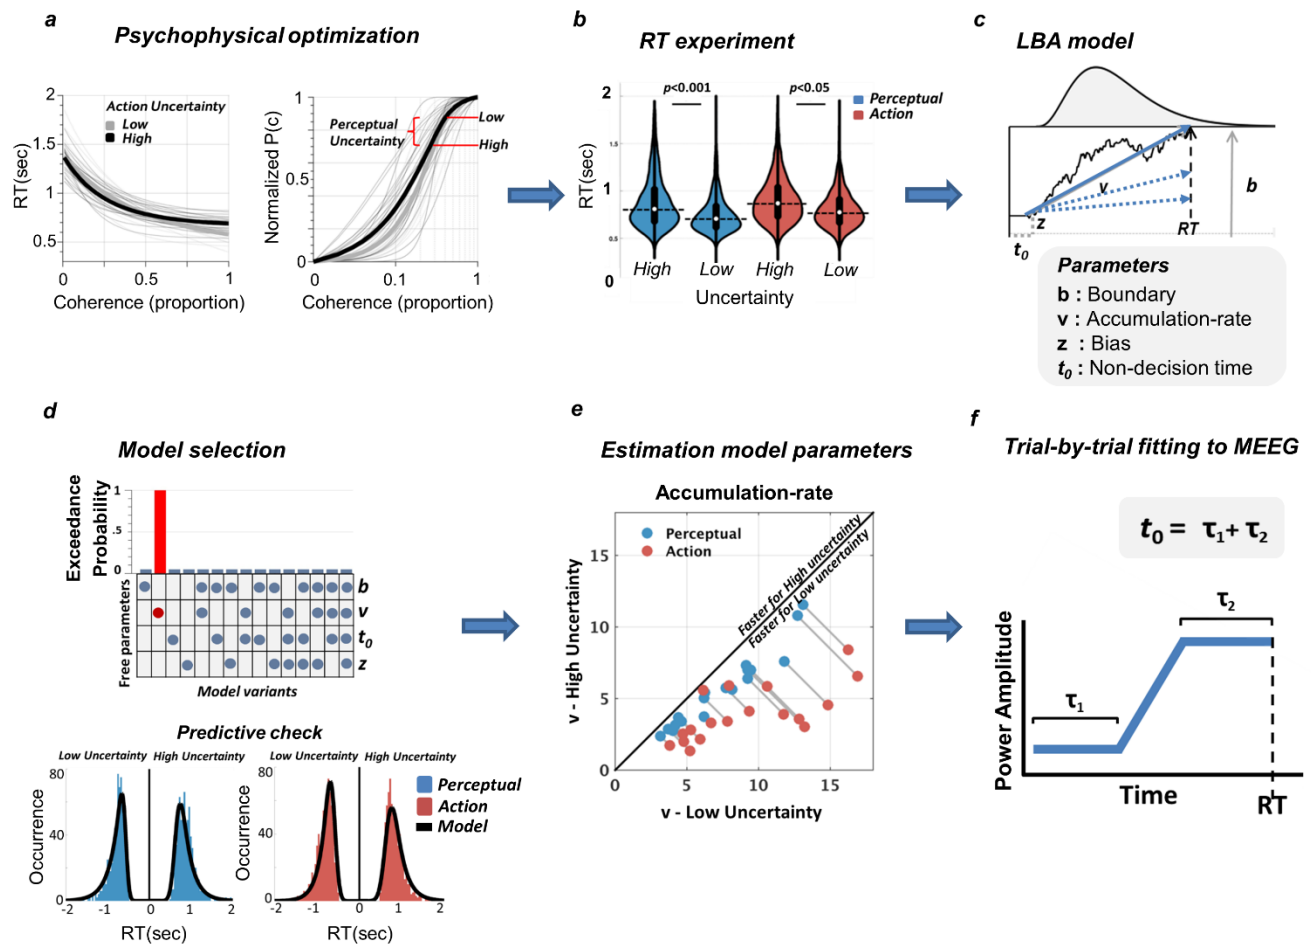 a
Psychophysical optimization
2
1.5
1
0.5
RT(sec)
Action Uncertainty
Low
High
0
0.5
1
Coherence (proportion)
1
0.5
0
Normalized P(c)
Perceptual
Uncertainty
Low
High
0
0.1
1
Coherence (proportion)
b
RT experiment
2
1.5
1
0.5
0
RT(sec)
p<0.001
p<0.05
Perceptual
Action
High
Low
High
Low
Uncertainty
c
LBA model
v
z
b
RT
t0
Parameters
b : Boundary
v : Accumulation-rate
z : Bias
t0 : Non-decision time
d
Model selection
Exceedance
Probability
1
.5
0
Free parameters
b
v
t0
z
Model variants
Predictive check
Low Uncertainty
High Uncertainty
80
40
0
Occurrence
-2
-1
0
1
2
RT(sec)
Low Uncertainty
High Uncertainty
80
40
0
Occurrence
-2
-1
0
1
2
RT(sec)
Perceptual
Action
Model
e
Estimation model parameters
Accumulation-rate
Perceptual
Action
Faster for High uncertainty
Faster for Low uncertainty
15
10
5
0
v - High Uncertainty
0
5
10
15
v - Low Uncertainty
f
Trial-by-trial fitting to MEEG
t0 = τ1+ τ2
τ2
τ1
Power Amplitude
Time
RT